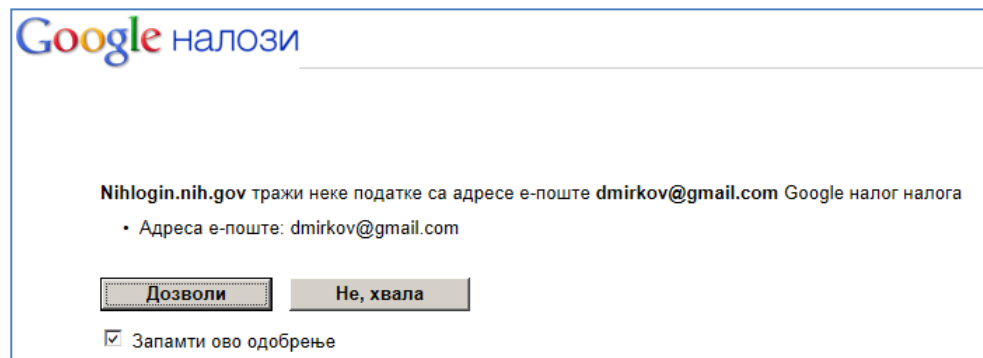 Google налози
Nihlogin.nih.gov тражи неке податке са адресе е-поште dmirkov@gmail.com Google налог налога
• Адреса е-поште: dmirkov@gmail.com
Дозволи Не, хвала
Запамти ово одобрење